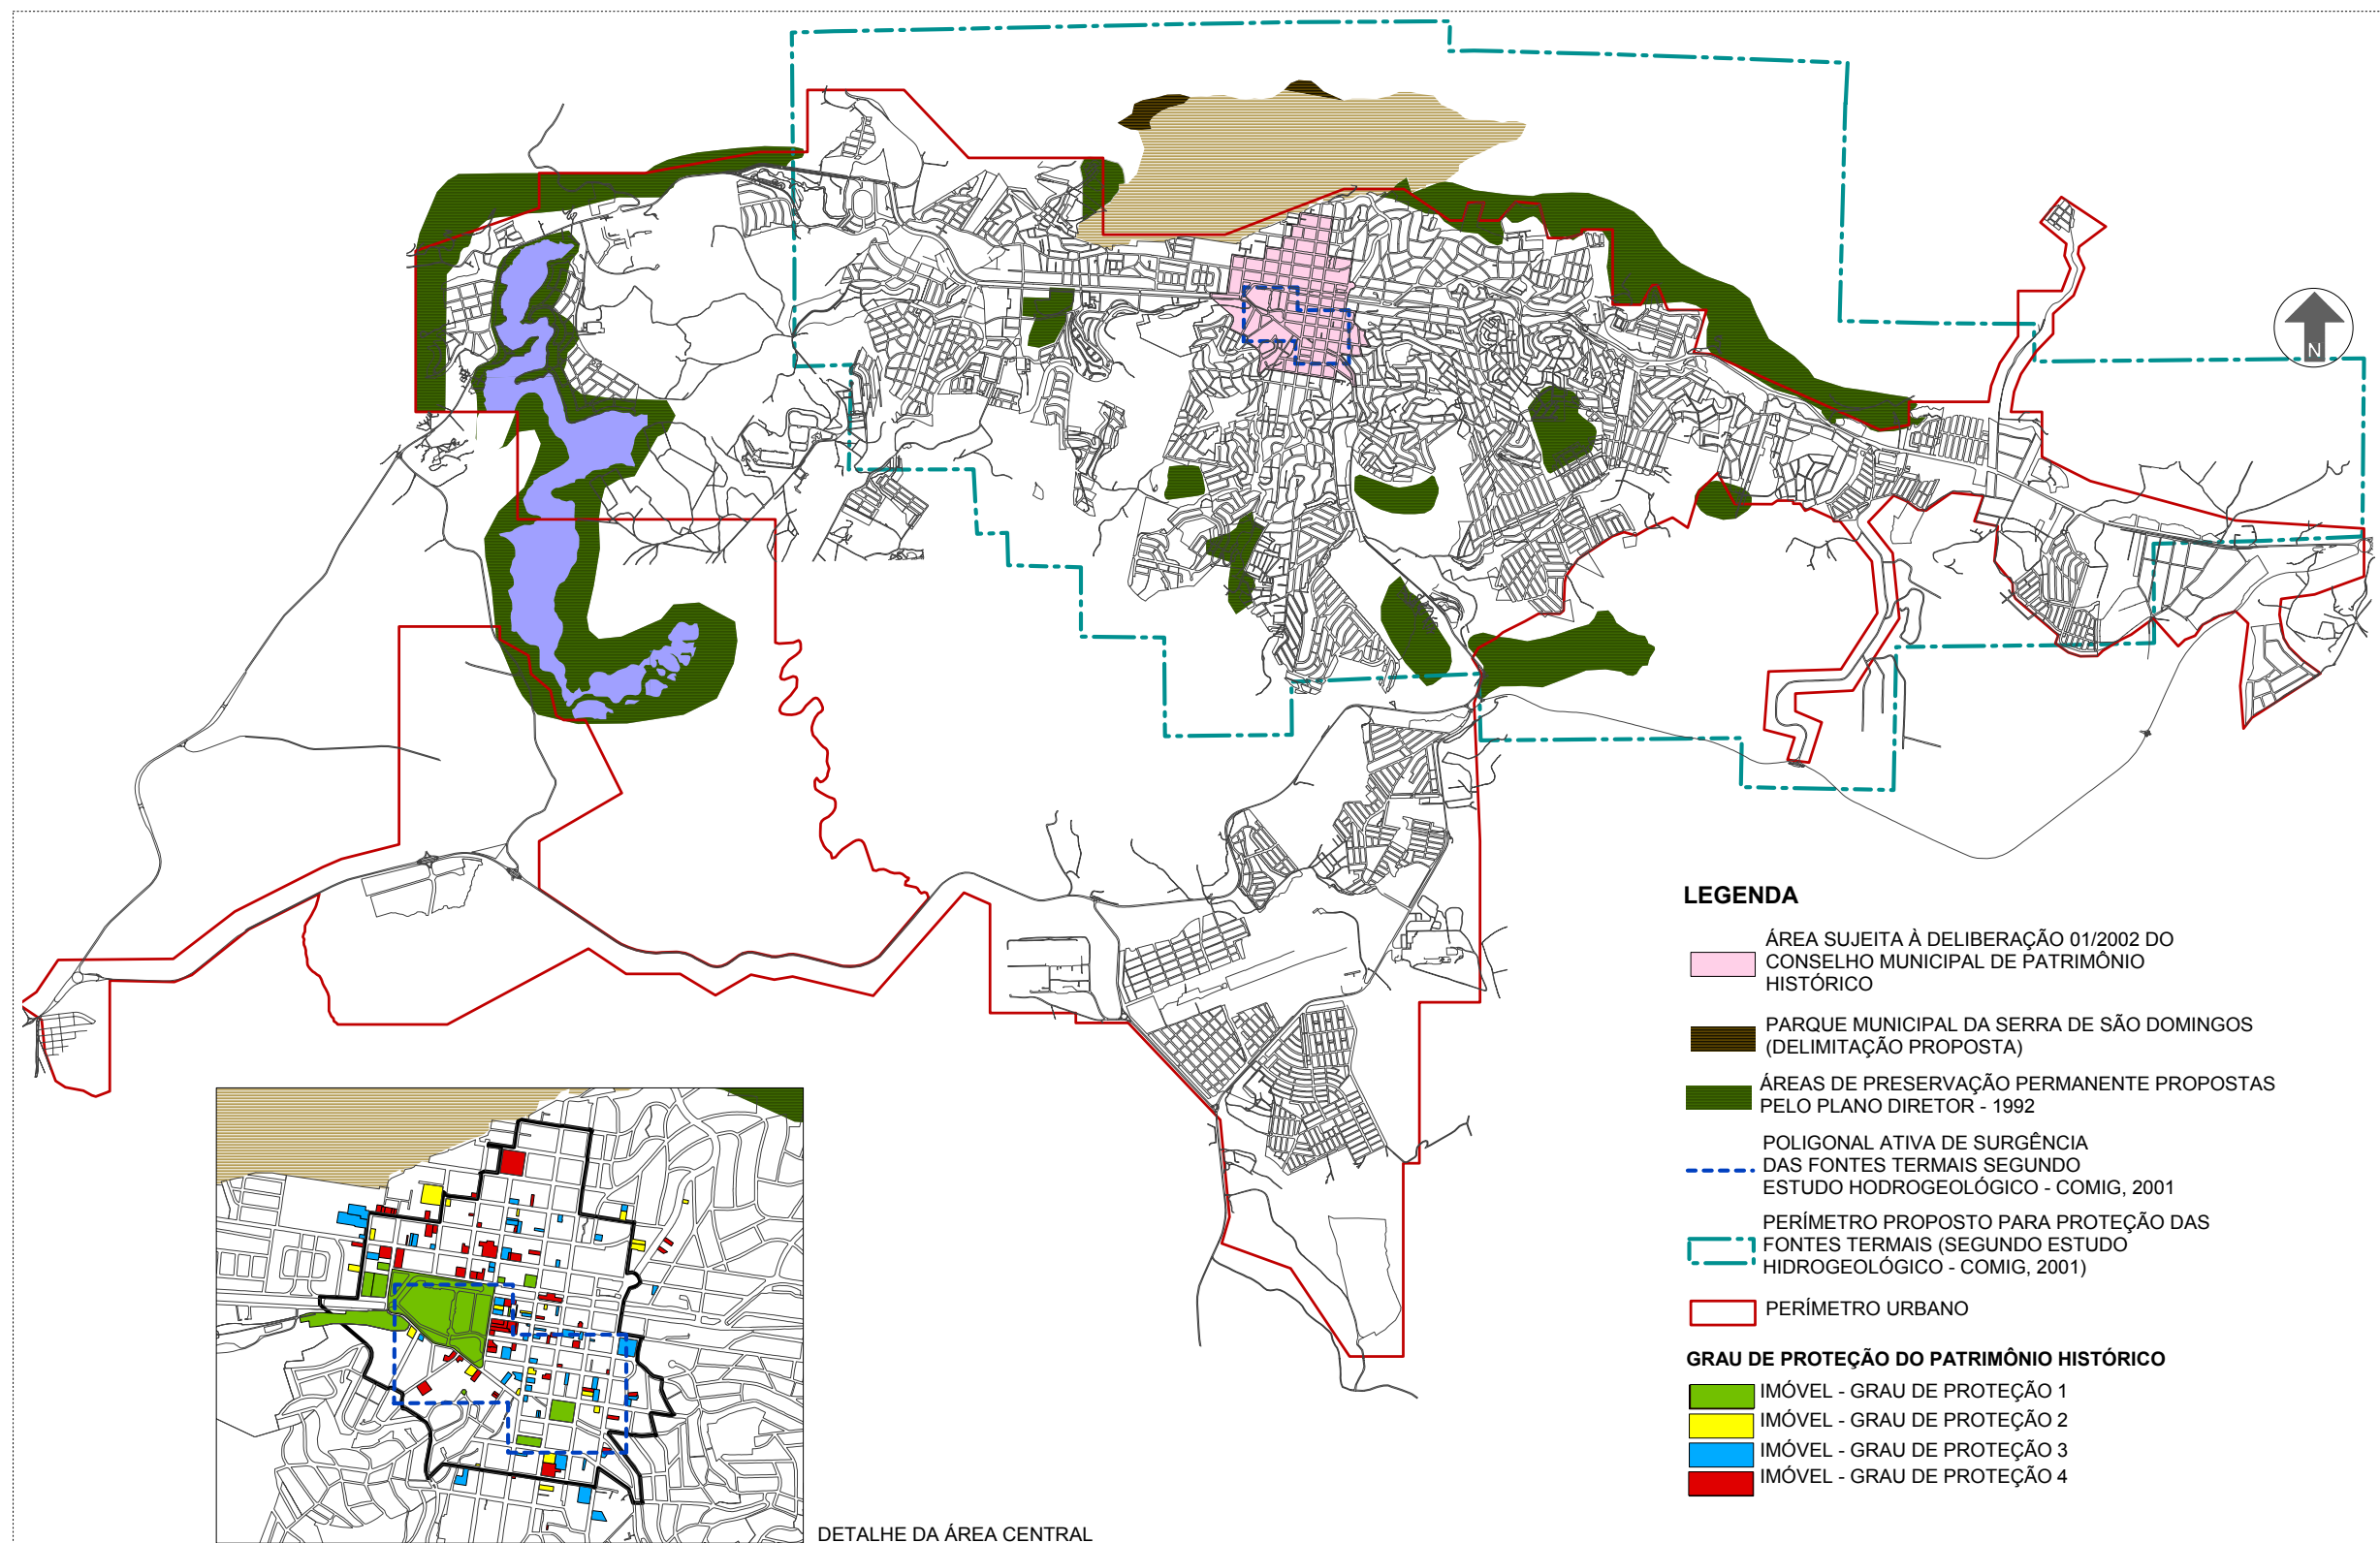 N
LEGENDA
ÁREA SUJEITA À DELIBERAÇÃO 01/2002 DO
CONSELHO MUNICIPAL DE PATRIMÔNIO
HISTÓRICO
PARQUE MUNICIPAL DA SERRA DE SÃO DOMINGOS
(DELIMITAÇÃO PROPOSTA)
ÁREAS DE PRESERVAÇÃO PERMANENTE PROPOSTAS
PELO PLANO DIRETOR - 1992
POLIGONAL ATIVA DE SURGÊNCIA
DAS FONTES TERMAIS SEGUNDO
ESTUDO HODROGEOLÓGICO - COMIG, 2001
PERÍMETRO PROPOSTO PARA PROTEÇÃO DAS
FONTES TERMAIS (SEGUNDO ESTUDO
HIDROGEOLÓGICO - COMIG, 2001)
PERÍMETRO URBANO
GRAU DE PROTEÇÃO DO PATRIMÔNIO HISTÓRICO
IMÓVEL - GRAU DE PROTEÇÃO 1
IMÓVEL - GRAU DE PROTEÇÃO 2
IMÓVEL - GRAU DE PROTEÇÃO 3
IMÓVEL - GRAU DE PROTEÇÃO 4
DETALHE DA ÁREA CENTRAL